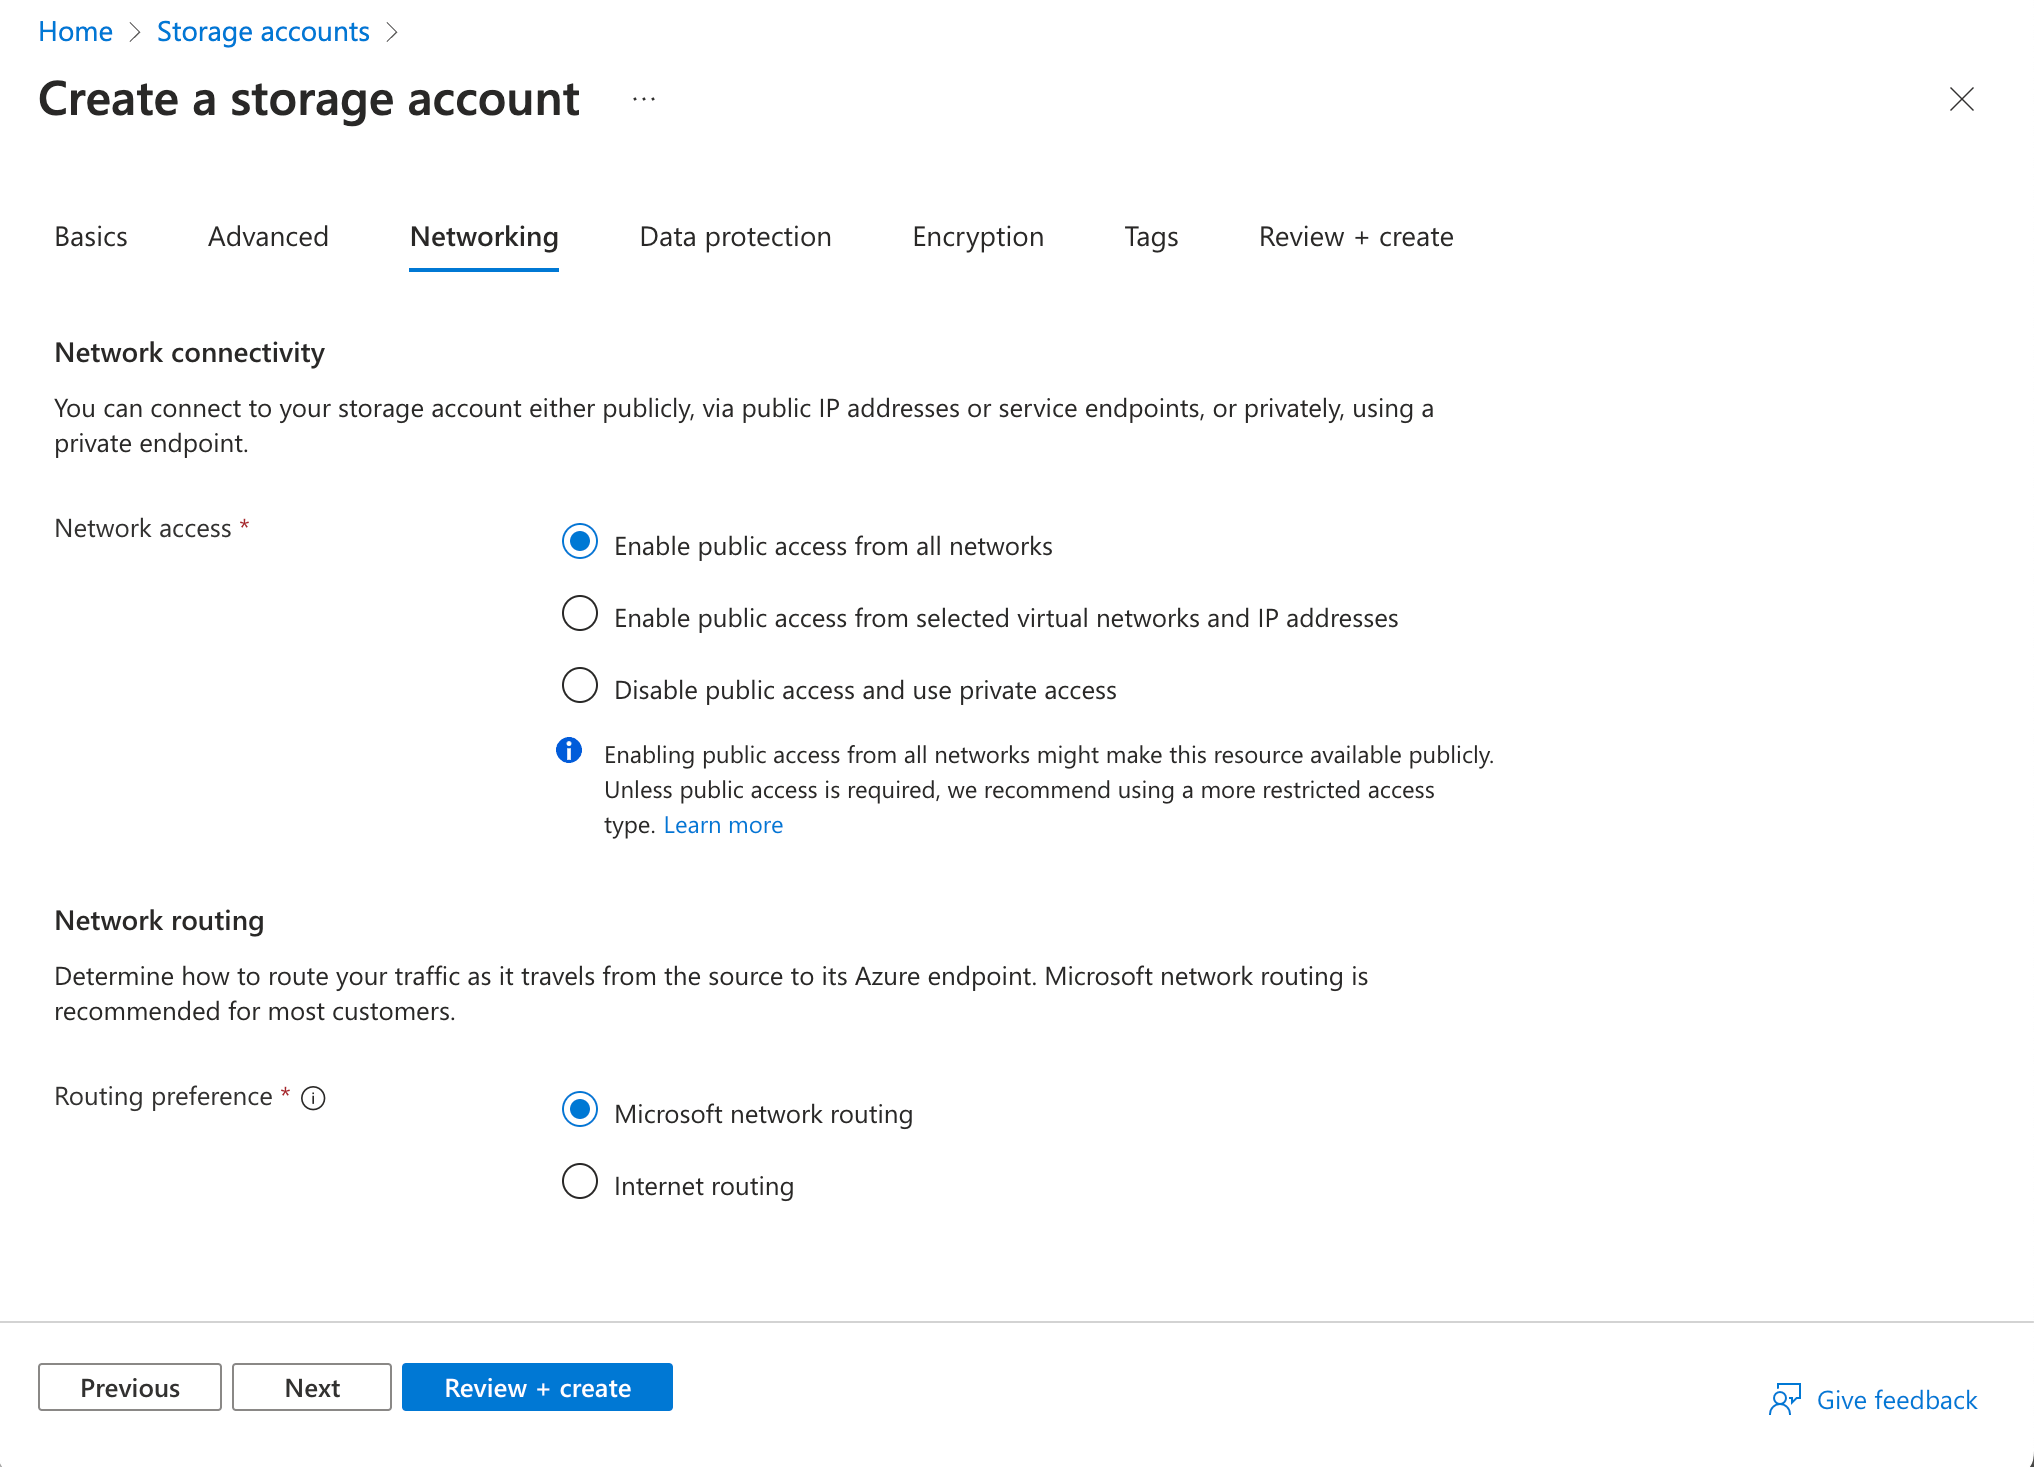 Home > Storage accounts >
Create a storage account ...
Basics Advanced Networking Data protection Encryption Tags Review + create
Network connectivity
You can connect to your storage account either publicly, via public IP addresses or service endpoints, or privately, using a
private endpoint.
Network access *
Enable public access from all networks
Enable public access from selected virtual networks and IP addresses
Disable public access and use private access
Enabling public access from all networks might make this resource available publicly.
Unless public access is required, we recommend using a more restricted access
type. Learn more
Network routing
Determine how to route your traffic as it travels from the source to its Azure endpoint. Microsoft network routing is
recommended for most customers.
Routing preference *
Microsoft network routing
Internet routing
Previous Next Review + create
Give feedback